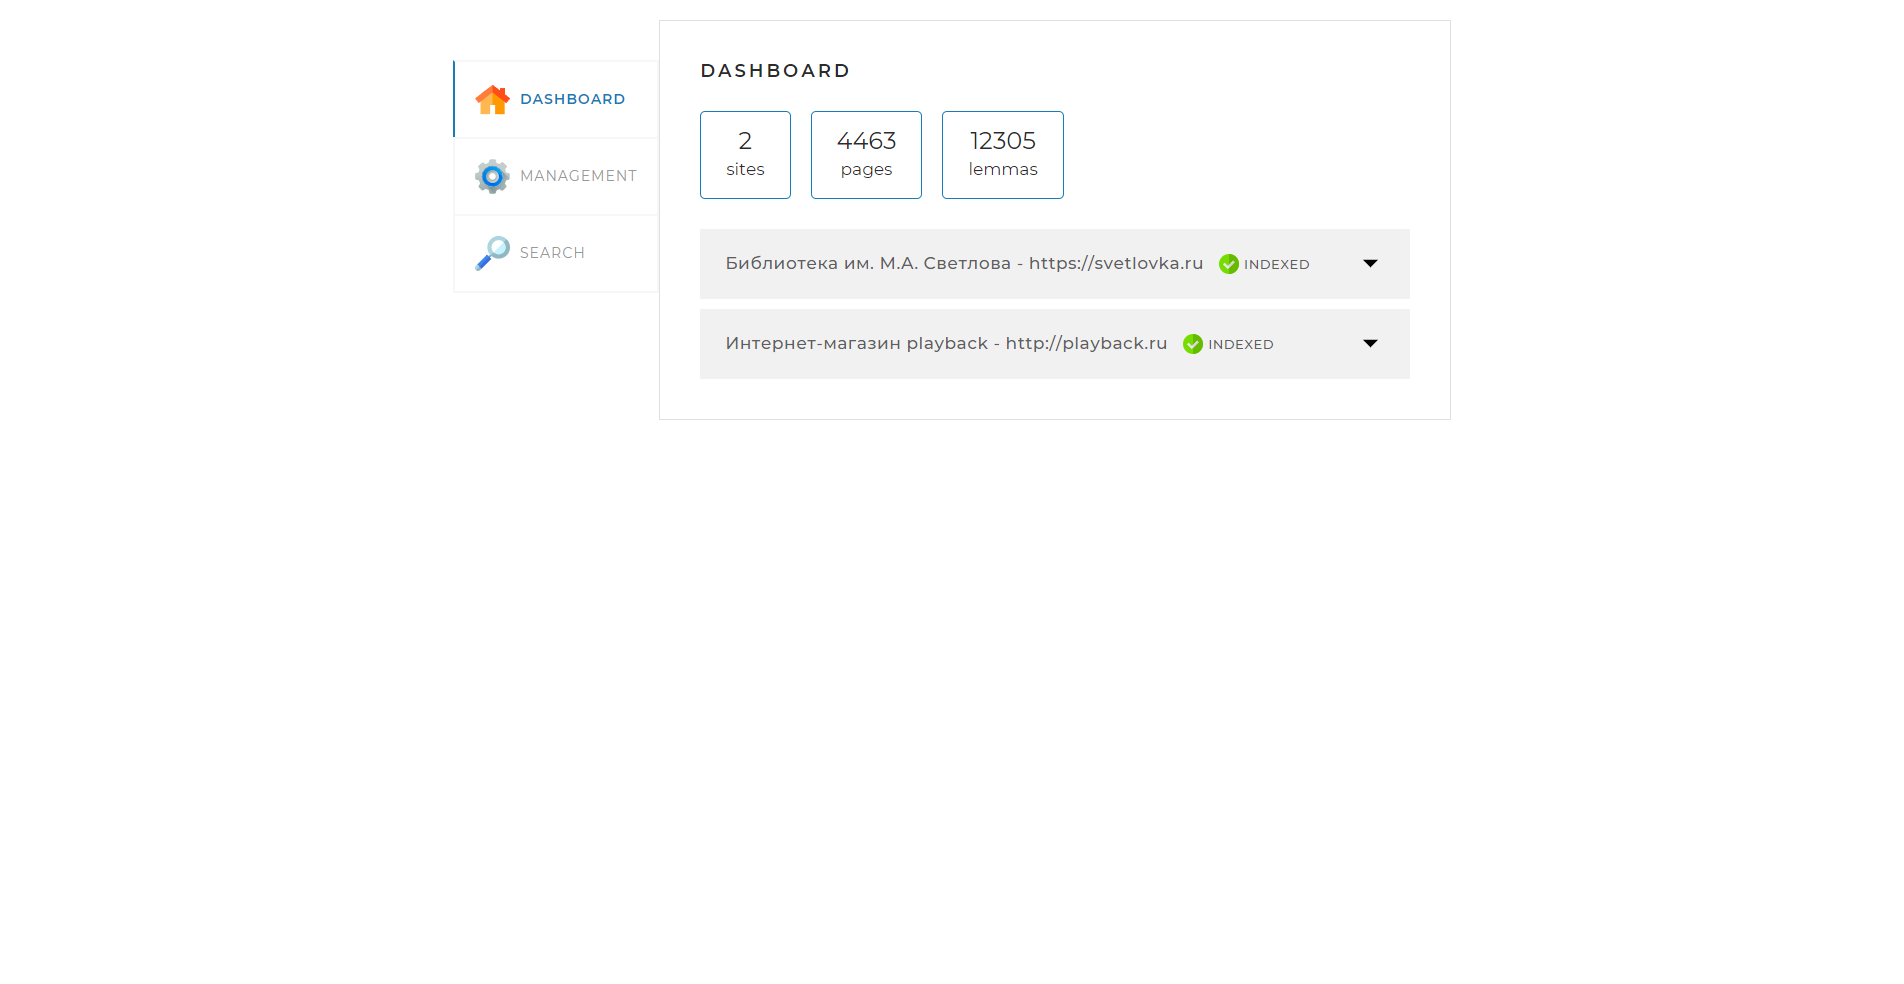 DASHBOARD
MANAGEMENT
SEARCH
DASHBOARD
2
sites
4463
pages
12305
lemmas
Библиотека им. М.А. Светлова - https://svetlovka.ru INDEXED
Интернет-магазин playback - http://playback.ru INDEXED